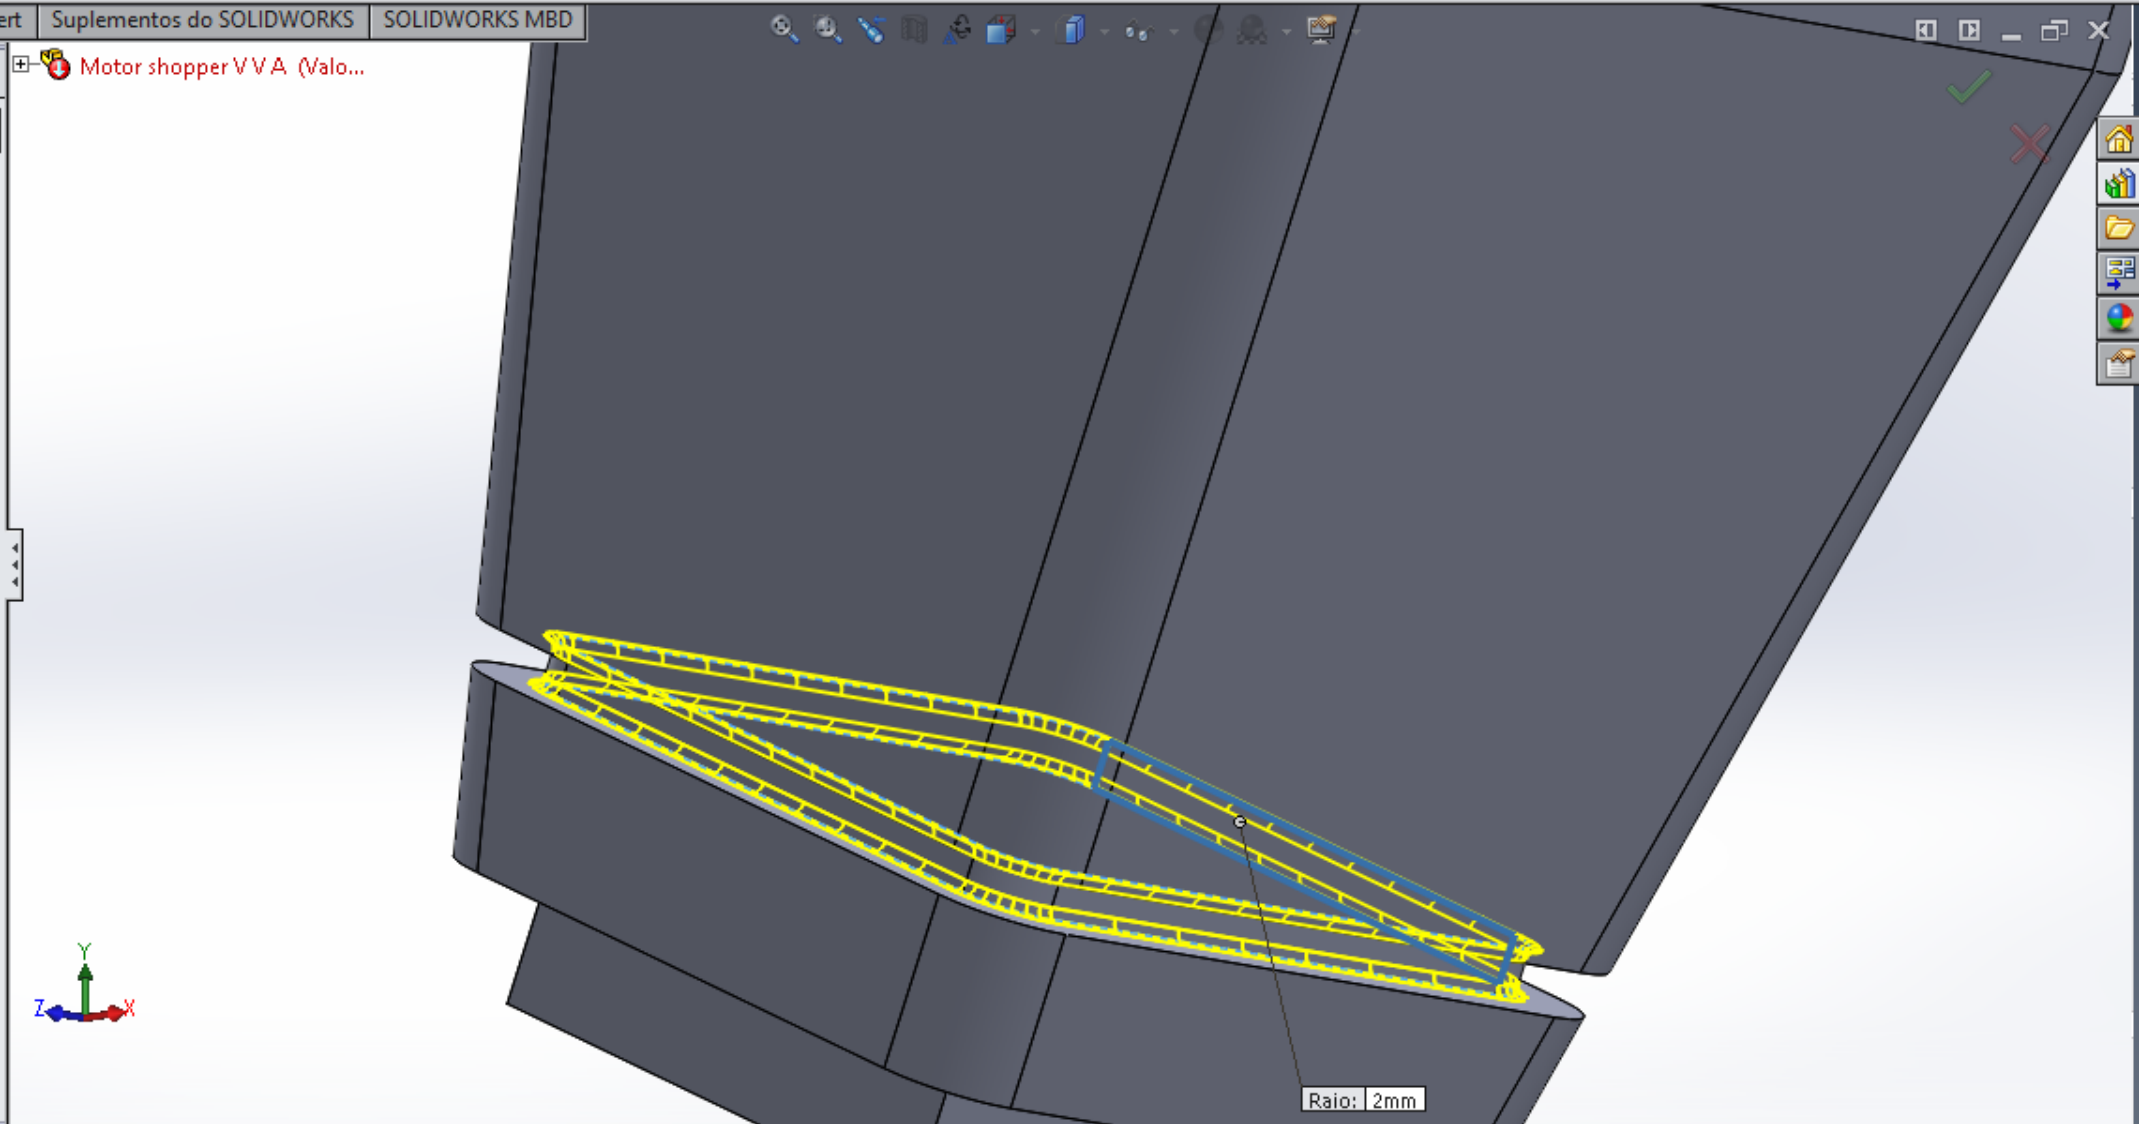 ert Suplementos do SOLIDWORKS SOLIDWORKS MBD
Motor shopper V V A (Valo...
Y
Z X
Raio: 2mm